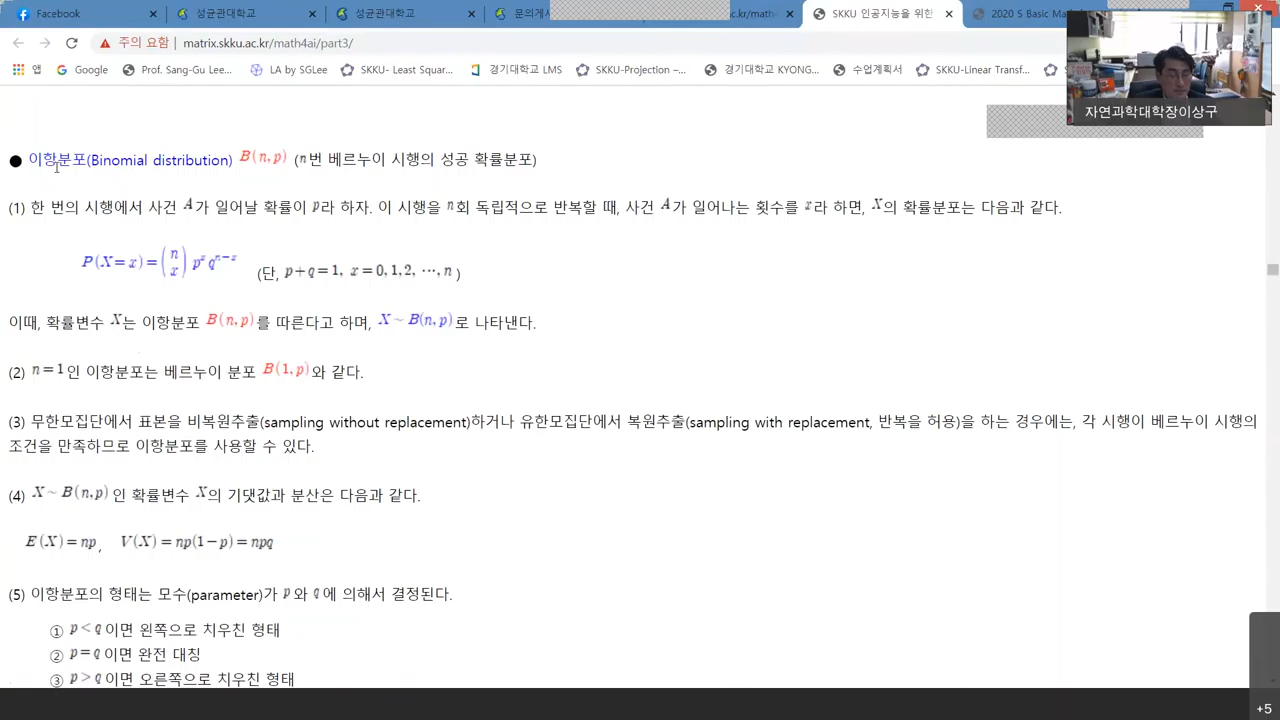 Facebook
성균관대학교
성균관대학교
문의게시
ac.kr/math4
SKKU 인공지능을 위한
2020 S Basic Math
주의 요함 matrix.skku.ac.kr/math4ai/part3/
앱 Google Prof. Sang-Gu Lee... LA by SGLee SKKU- Least Squar... 경기대학교 LMS SKKU-Projection –... 경기대학교 KYONG... 수업계획서 SKKU-Linear Transf...
자연과학대학장이상구
● 이항분포(Binomial distribution) B(n,p) (n번 베르누이 시행의 성공 확률분포)
(1) 한 번의 시행에서 사건 A가 일어날 확률이 p라 하자. 이 시행을 n회 독립적으로 반복할 때, 사건 A가 일어나는 횟수를 x라 하면, X의 확률분포는 다음과 같다.
P(X=x)=(n x) p^x q^{n-x} (단, p+q=1, x=0,1,2, ⋯,n)
이때, 확률변수 X는 이항분포 B(n,p)를 따른다고 하며, X~B(n,p)로 나타낸다.
(2) n=1인 이항분포는 베르누이 분포 B(1,p)와 같다.
(3) 무한모집단에서 표본을 비복원추출(sampling without replacement)하거나 유한모집단에서 복원추출(sampling with replacement, 반복을 허용)을 하는 경우에는, 각 시행이 베르누이 시행의
조건을 만족하므로 이항분포를 사용할 수 있다.
(4) X~B(n,p)인 확률변수 X의 기댓값과 분산은 다음과 같다.
E(X)=np, V(X)=np(1-p)=npq
(5) 이항분포의 형태는 모수(parameter)가 p와 q에 의해서 결정된다.
① p<q이면 왼쪽으로 치우친 형태
② p=q이면 완전 대칭
③ p>q이면 오른쪽으로 치우친 형태
+5